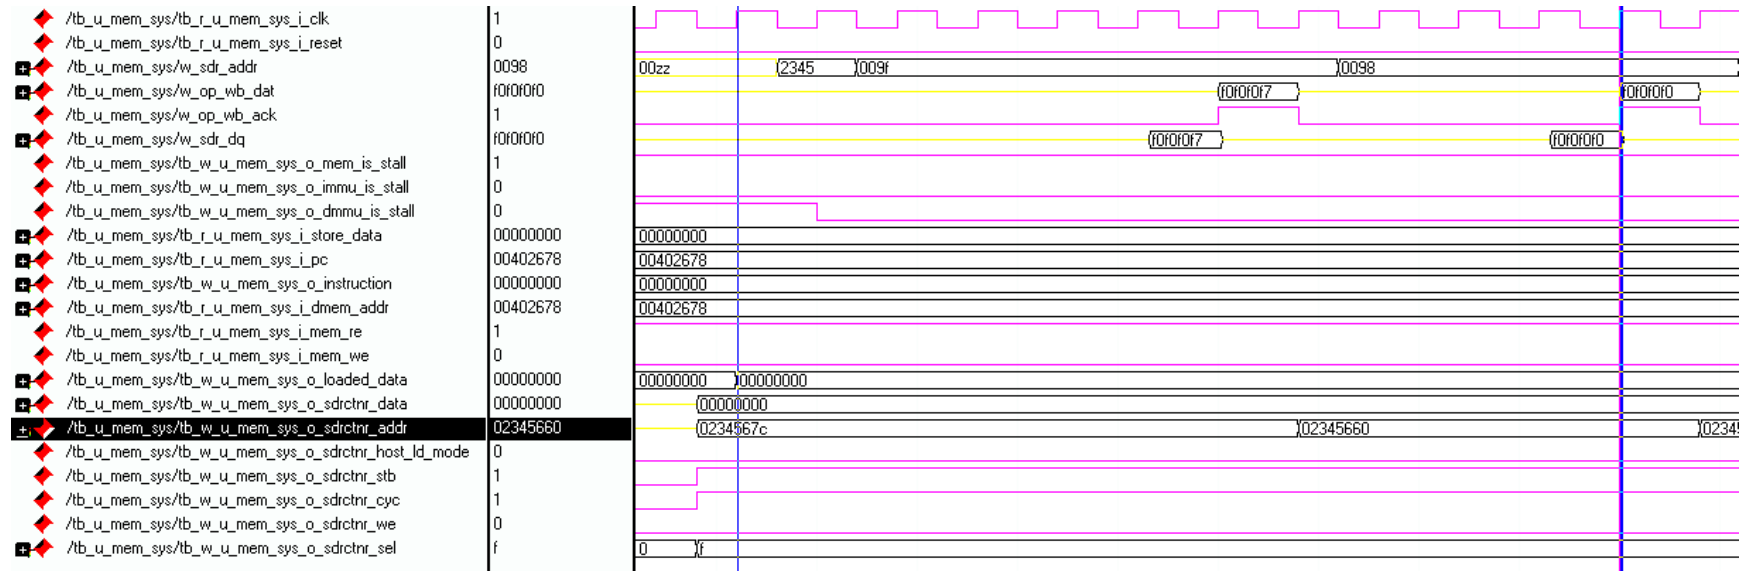 /tb_u_mem_sys/tb_r_u_mem_sys_i_clk 1
/tb_u_mem_sys/tb_r_u_mem_sys_i_reset 0
/tb_u_mem_sys/w_sdr_addr 0098 00zz 2345 009f 0098
/tb_u_mem_sys/w_op_wb_dat f0f0f0f0 f0f0f0f7 f0f0f0f0
/tb_u_mem_sys/w_op_wb_ack 1
/tb_u_mem_sys/w_sdr_dq f0f0f0f0 f0f0f0f7 f0f0f0f0
/tb_u_mem_sys/tb_w_u_mem_sys_o_mem_is_stall 1
/tb_u_mem_sys/tb_w_u_mem_sys_o_immu_is_stall 0
/tb_u_mem_sys/tb_w_u_mem_sys_o_dmmu_is_stall 0
/tb_u_mem_sys/tb_r_u_mem_sys_i_store_data 00000000 00000000
/tb_u_mem_sys/tb_r_u_mem_sys_i_pc 00402678 00402678
/tb_u_mem_sys/tb_w_u_mem_sys_o_instruction 00000000 00000000
/tb_u_mem_sys/tb_r_u_mem_sys_i_dmem_addr 00402678 00402678
/tb_u_mem_sys/tb_r_u_mem_sys_i_mem_re 1
/tb_u_mem_sys/tb_r_u_mem_sys_i_mem_we 0
/tb_u_mem_sys/tb_w_u_mem_sys_o_loaded_data 00000000 00000000 00000000
/tb_u_mem_sys/tb_w_u_mem_sys_o_sdrctnr_data 00000000 00000000
/tb_u_mem_sys/tb_w_u_mem_sys_o_sdrctnr_addr 02345660 0234567c 02345660 0234
/tb_u_mem_sys/tb_w_u_mem_sys_o_sdrctnr_host_ld_mode 0
/tb_u_mem_sys/tb_w_u_mem_sys_o_sdrctnr_stb 1
/tb_u_mem_sys/tb_w_u_mem_sys_o_sdrctnr_cyc 1
/tb_u_mem_sys/tb_w_u_mem_sys_o_sdrctnr_we 0
/tb_u_mem_sys/tb_w_u_mem_sys_o_sdrctnr_sel f 0 f